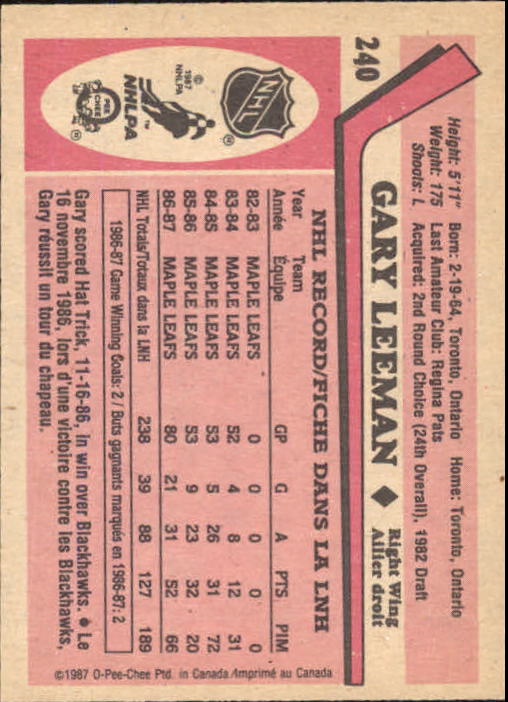 240
Height: 5'11" Born: 2-19-64, Toronto, Ontario Home: Toronto, Ontario
Weight: 175 Last Amateur Club: Regina Pats
Shoots: L Acquired: 2nd Round Choice (24th Overall), 1982 Draft
GARY LEEMAN ◆ Right Wing
Ailier droit
NHL
®
© 1987 NHLPA
NHLPA
TM
O PEE CHEE
®
NHL RECORD/FICHE DANS LA LNH
Year Team
Année Équipe GP G A PTS PIM
82-83 MAPLE LEAFS 0 0 0 0 0
83-84 MAPLE LEAFS 52 4 8 12 31
84-85 MAPLE LEAFS 53 5 26 31 72
85-86 MAPLE LEAFS 53 9 23 32 20
86-87 MAPLE LEAFS 80 21 31 52 66
NHL Totals/Totaux dans la LNH 238 39 88 127 189
1986-87 Game Winning Goals: 2 / Buts gagnants marqués en 1986-87: 2
Gary scored Hat Trick, 11-16-86, in win over Blackhawks. ◆ Le
16 novembre 1986, lors d'une victoire contre les Blackhawks,
Gary réussit un tour du chapeau.
©1987 O-Pee-Chee Ptd. in Canada/Imprimé au Canada